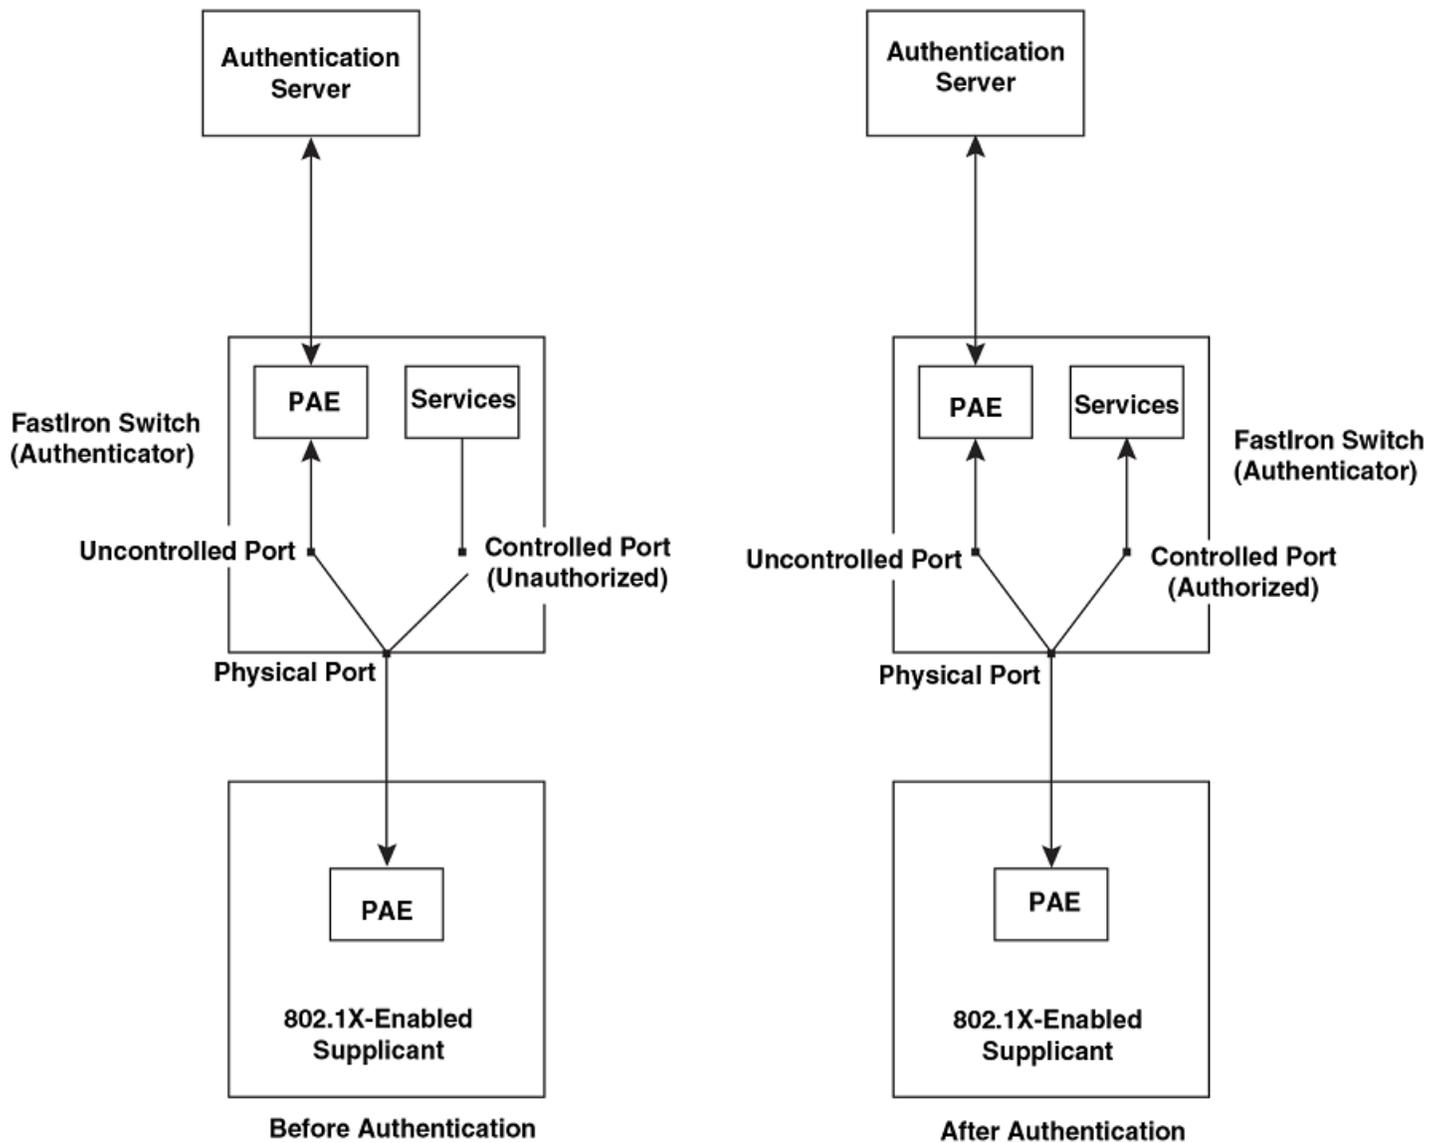 Authentication
Server
PAE
Services
FastIron Switch
(Authenticator)
Uncontrolled Port
Controlled Port
(Unauthorized)
Physical Port
PAE
802.1X-Enabled
Supplicant
Before Authentication
Authentication
Server
PAE
Services
FastIron Switch
(Authenticator)
Uncontrolled Port
Controlled Port
(Authorized)
Physical Port
PAE
802.1X-Enabled
Supplicant
After Authentication